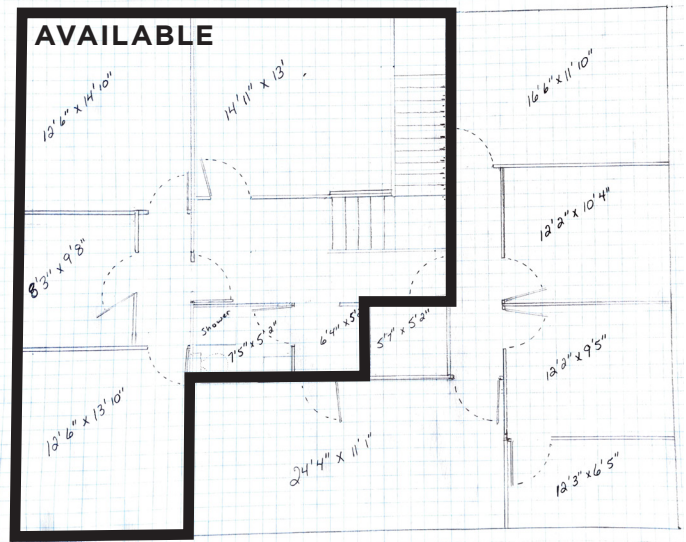 AVAILABLE
12'6" x 14'10"
14'11" x 13'
16'6" x 11'10"
12'2" x 10'4"
8'3" x 9'8"
shower
7'5" x 5'2"
6'4" x 5'
5'7" x 5'2"
12'2" x 9'5"
12'6" x 13'10"
24'4" x 11'1"
12'3" x 6'5"